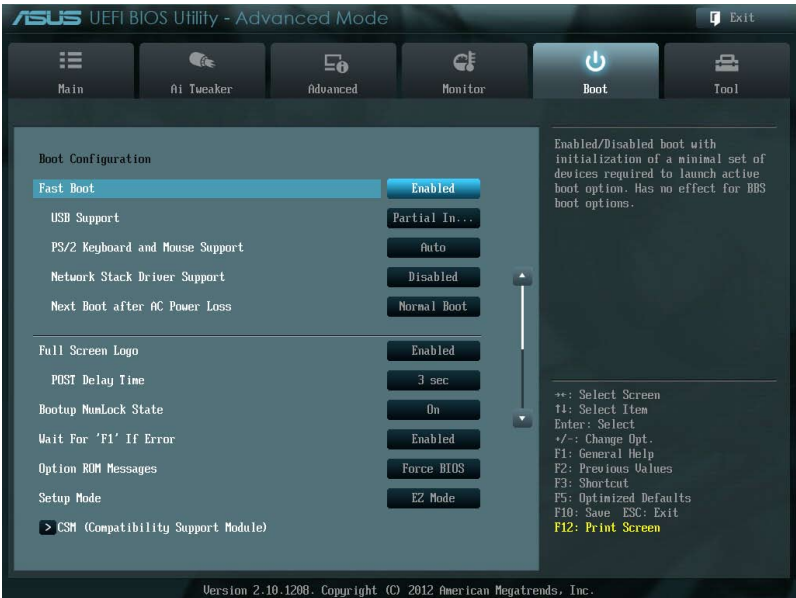 ASUS UEFI BIOS Utility - Advanced Mode
Exit
Main
Ai Tweaker
Advanced
Monitor
Boot
Tool
Boot Configuration
Fast Boot Enabled
USB Support Partial In...
PS/2 Keyboard and Mouse Support Auto
Network Stack Driver Support Disabled
Next Boot after AC Power Loss Normal Boot
Full Screen Logo Enabled
POST Delay Time 3 sec
Bootup NumLock State On
Wait For 'F1' If Error Enabled
Option ROM Messages Force BIOS
Setup Mode EZ Mode
> CSM (Compatibility Support Module)
Enabled/Disabled boot with
initialization of a minimal set of
devices required to launch active
boot option. Has no effect for BBS
boot options.
→←: Select Screen
↑↓: Select Item
Enter: Select
+/-: Change Opt.
F1: General Help
F2: Previous Values
F3: Shortcut
F5: Optimized Defaults
F10: Save ESC: Exit
F12: Print Screen
Version 2.10.1208. Copyright (C) 2012 American Megatrends, Inc.